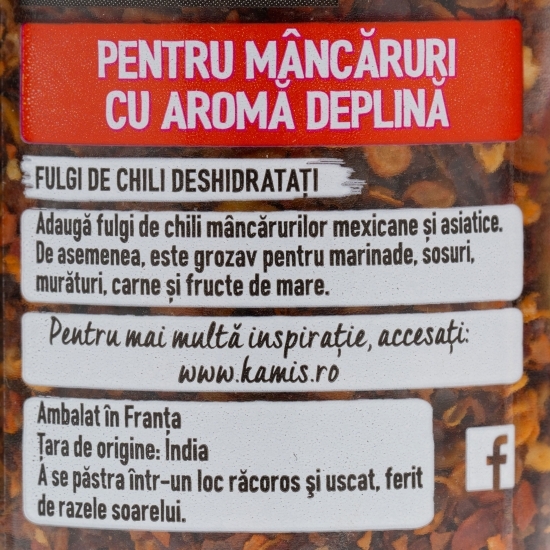 PENTRU MÂNCĂRURI
CU AROMĂ DEPLINĂ
FULGI DE CHILI DESHIDRATAȚI
Adaugă fulgi de chili mâncărurilor mexicane și asiatice.
De asemenea, este grozav pentru marinade, sosuri,
murături, carne și fructe de mare.
Pentru mai multă inspirație, accesați:
www.kamis.ro
Ambalat în Franța
Țara de origine: India
A se păstra într-un loc răcoros şi uscat, ferit
de razele soarelui.
f